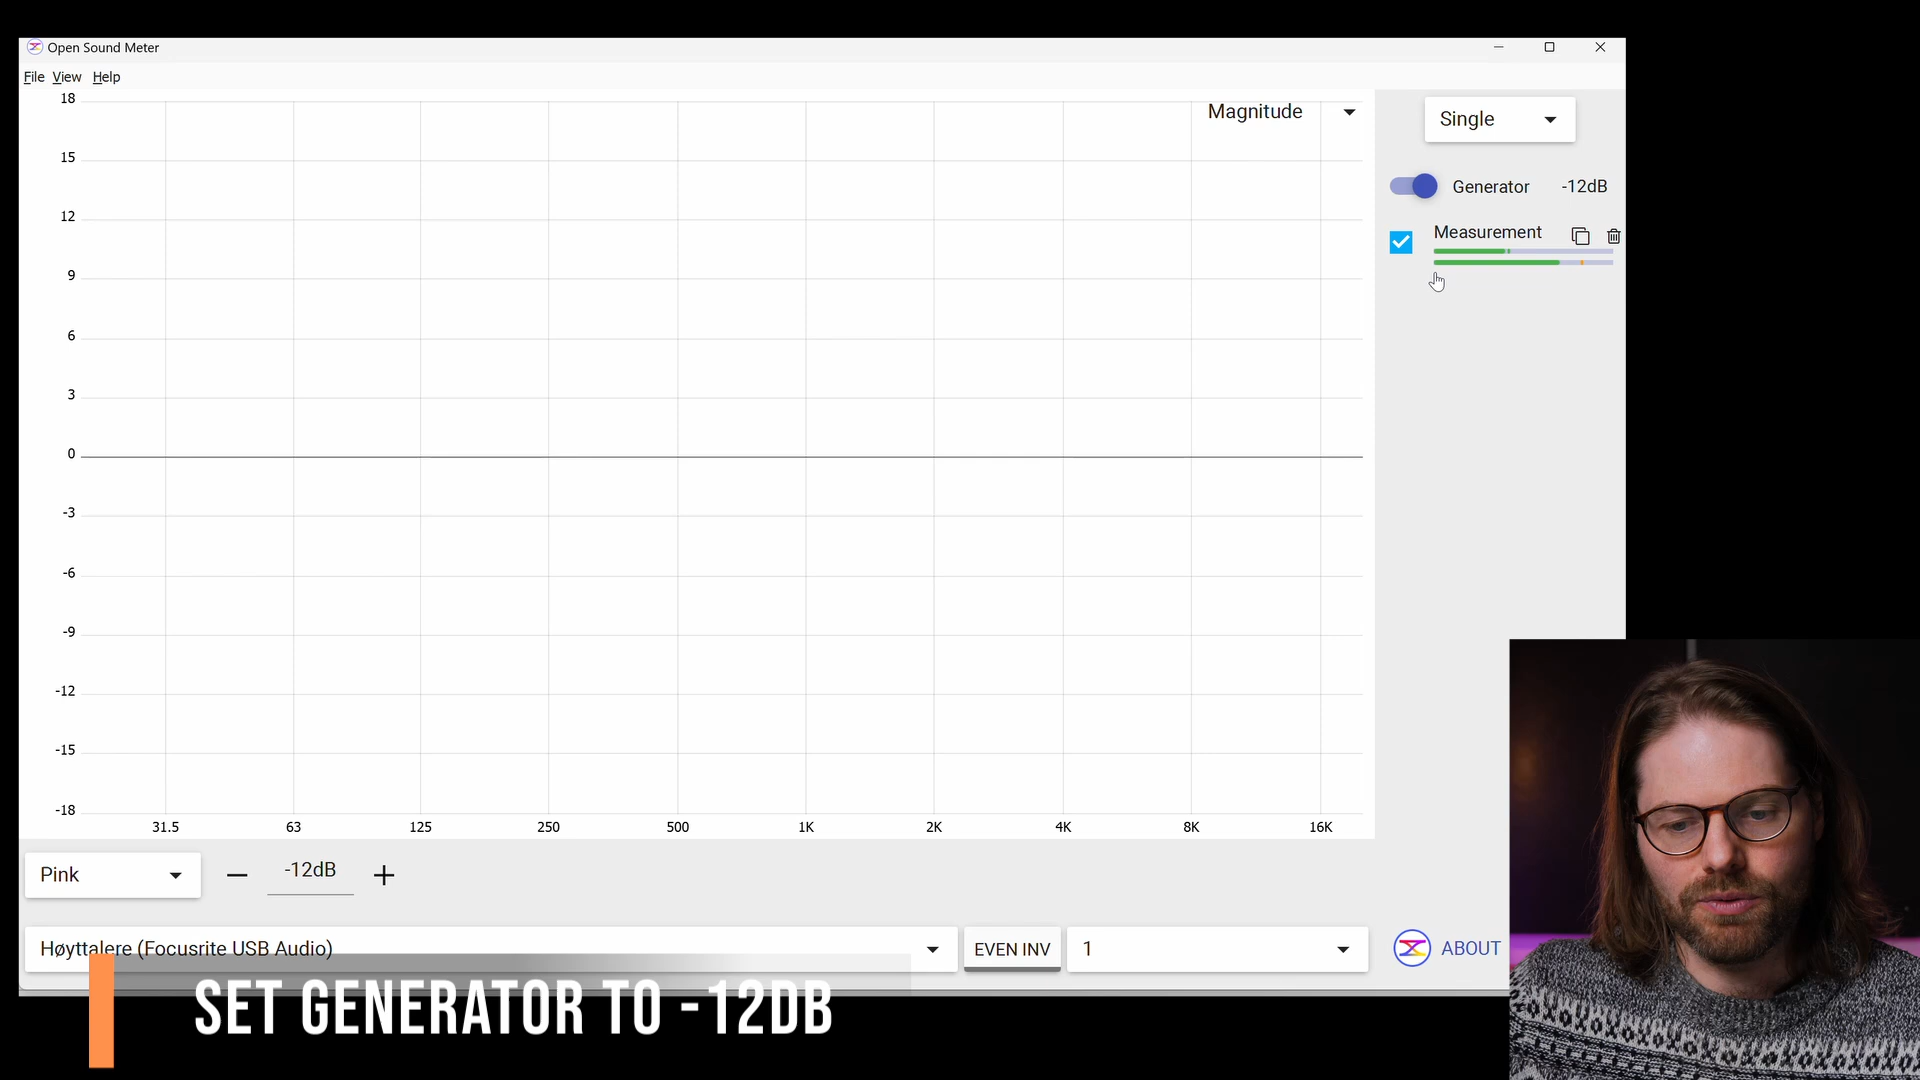 Open Sound Meter
File View Help
Magnitude
Single
Generator -12dB
Measurement
18
15
12
9
6
3
0
-3
-6
-9
-12
-15
-18
31.5 63 125 250 500 1K 2K 4K 8K 16K
Pink
-12dB
Høyttalere (Focusrite USB Audio)
EVEN INV
1
ABOUT
SET GENERATOR TO -12DB